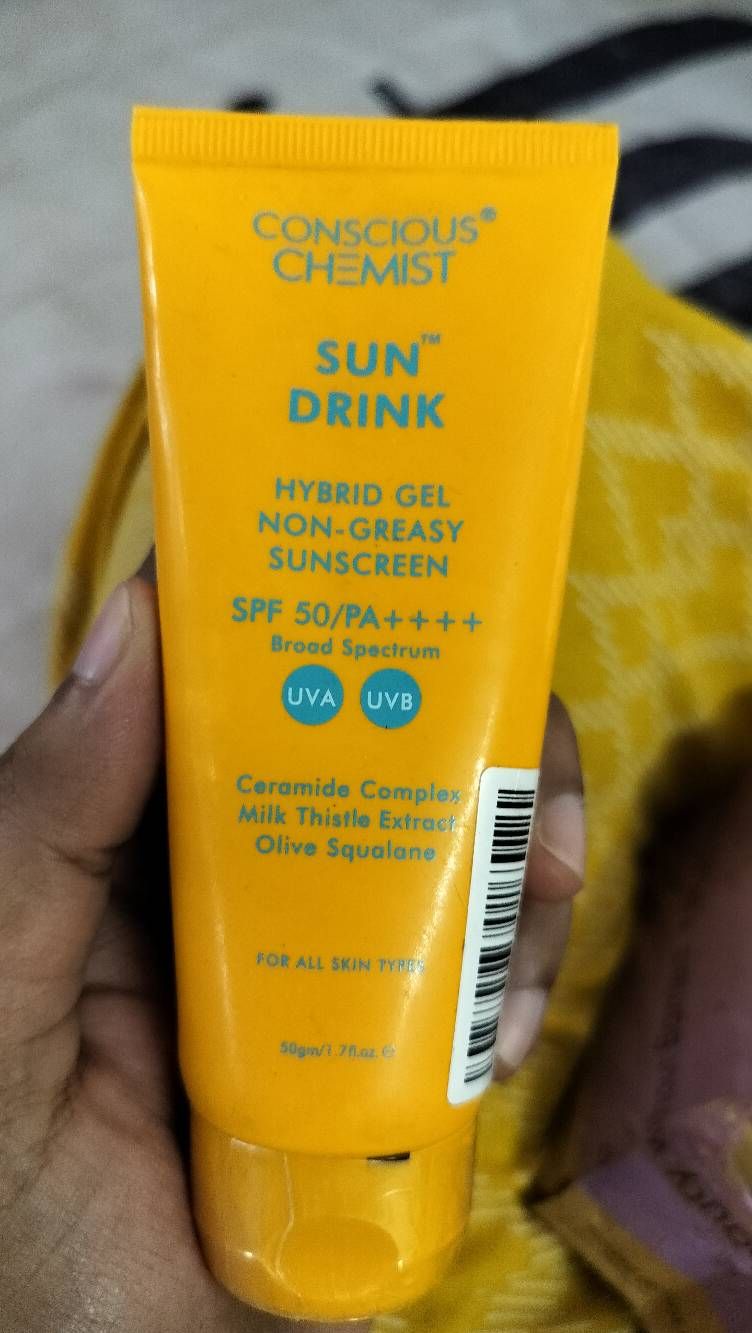 CONSCIOUS®
CHEMIST
SUN™
DRINK
HYBRID GEL
NON-GREASY
SUNSCREEN
SPF 50/PA++++
Broad Spectrum
UVA UVB
Ceramide Complex
Milk Thistle Extract
Olive Squalane
FOR ALL SKIN TYPES
50gm/1.7fl.oz. ℮